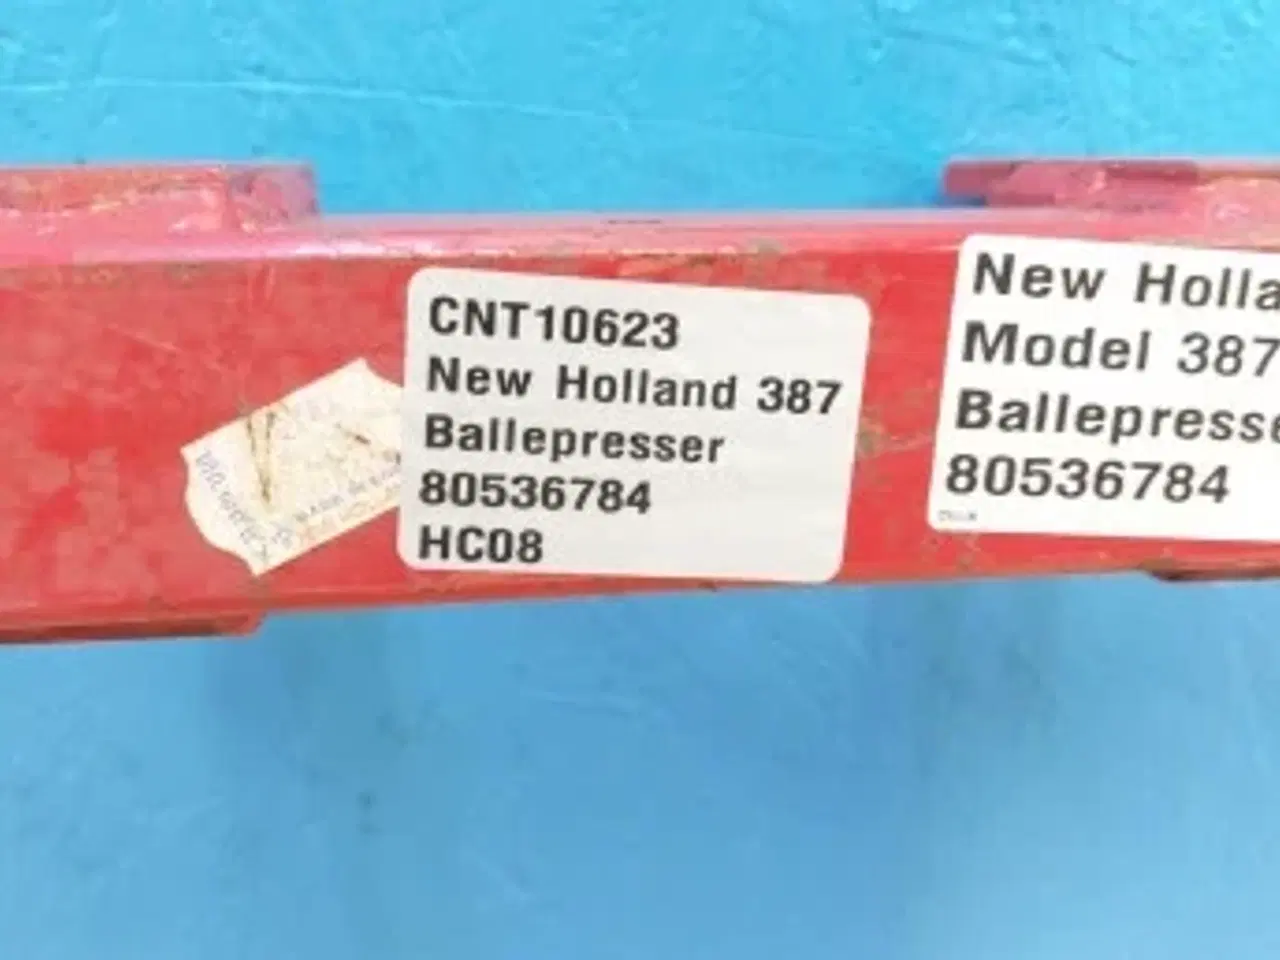 CNT10623
New Holland 387
Ballepresser
80536784
HC08
New Holla
Model 387
Ballepresse
80536784